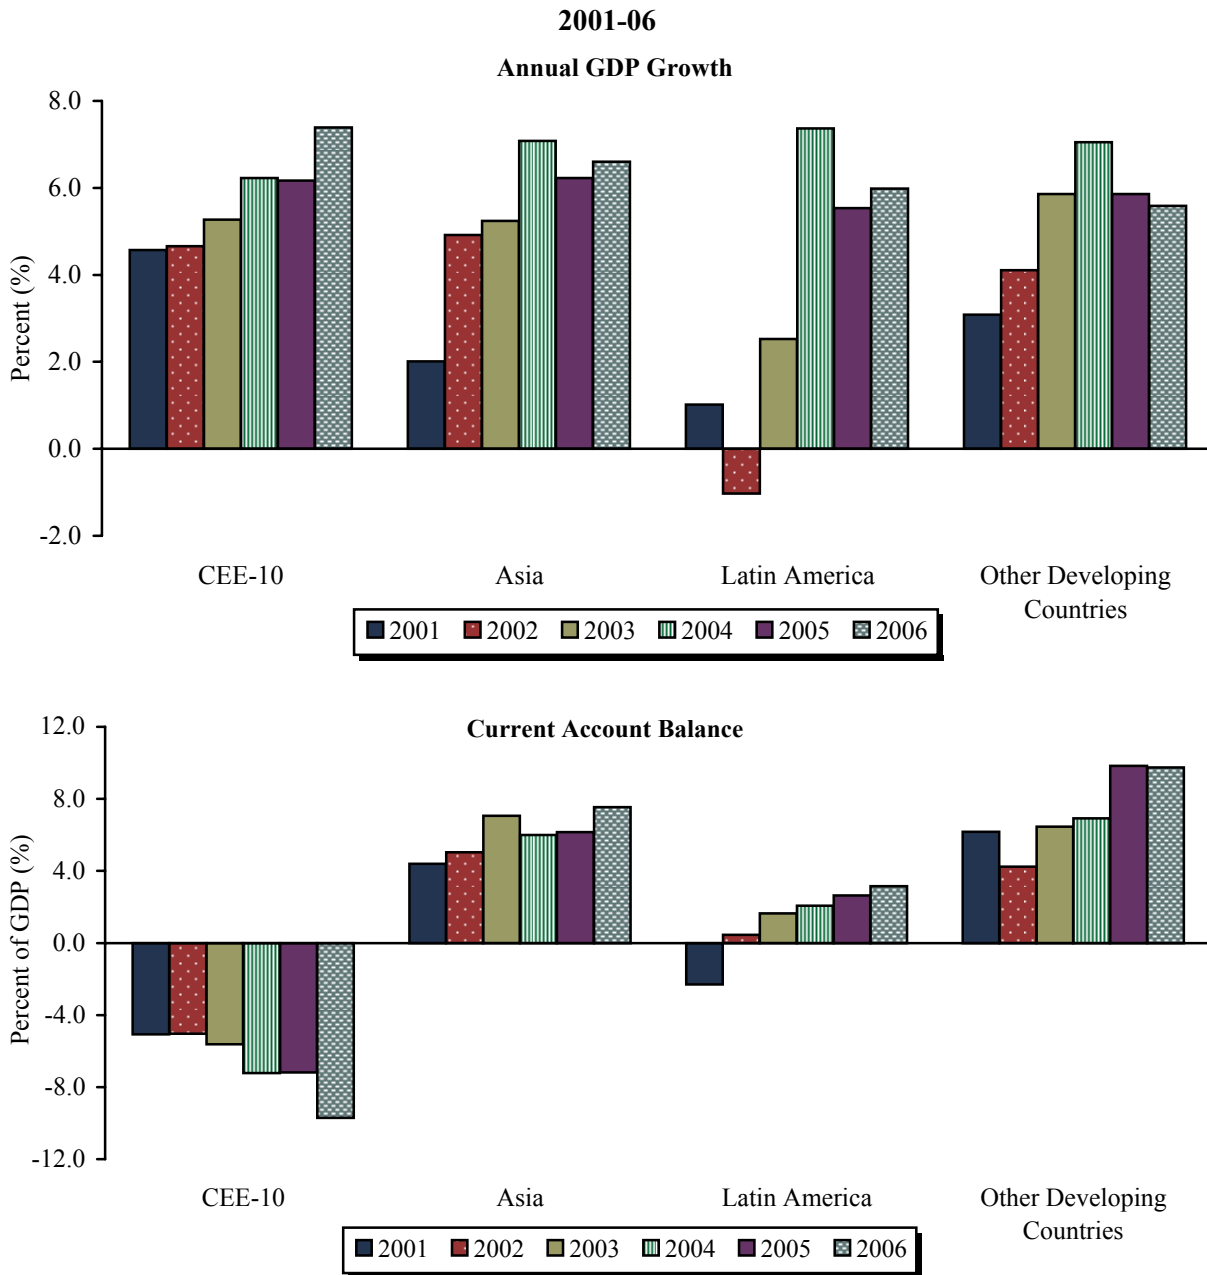 2001-06
Annual GDP Growth
Percent (%)
8.0
6.0
4.0
2.0
0.0
-2.0
CEE-10
Asia
Latin America
Other Developing
Countries
2001 2002 2003 2004 2005 2006
Current Account Balance
Percent of GDP (%)
12.0
8.0
4.0
0.0
-4.0
-8.0
-12.0
CEE-10
Asia
Latin America
Other Developing
Countries
2001 2002 2003 2004 2005 2006